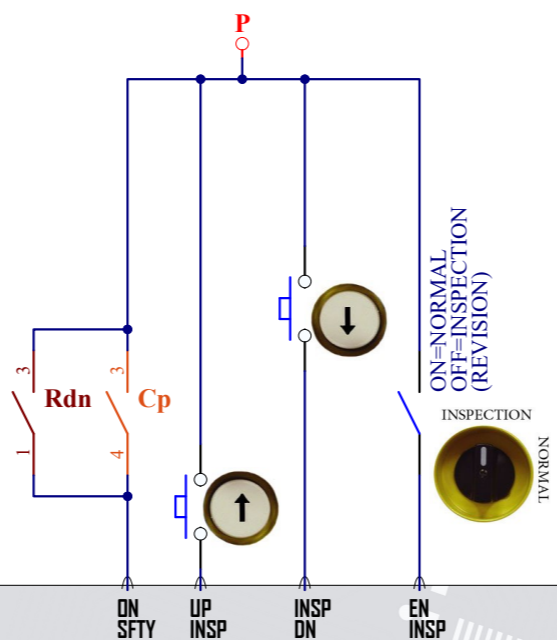 P
ON=NORMAL
OFF=INSPECTION
(REVISION)
3
Rdn
1
3
Cp
4
INSPECTION
NORMAL
ON
SFTY
UP
INSP
INSP
DN
EN
INSP